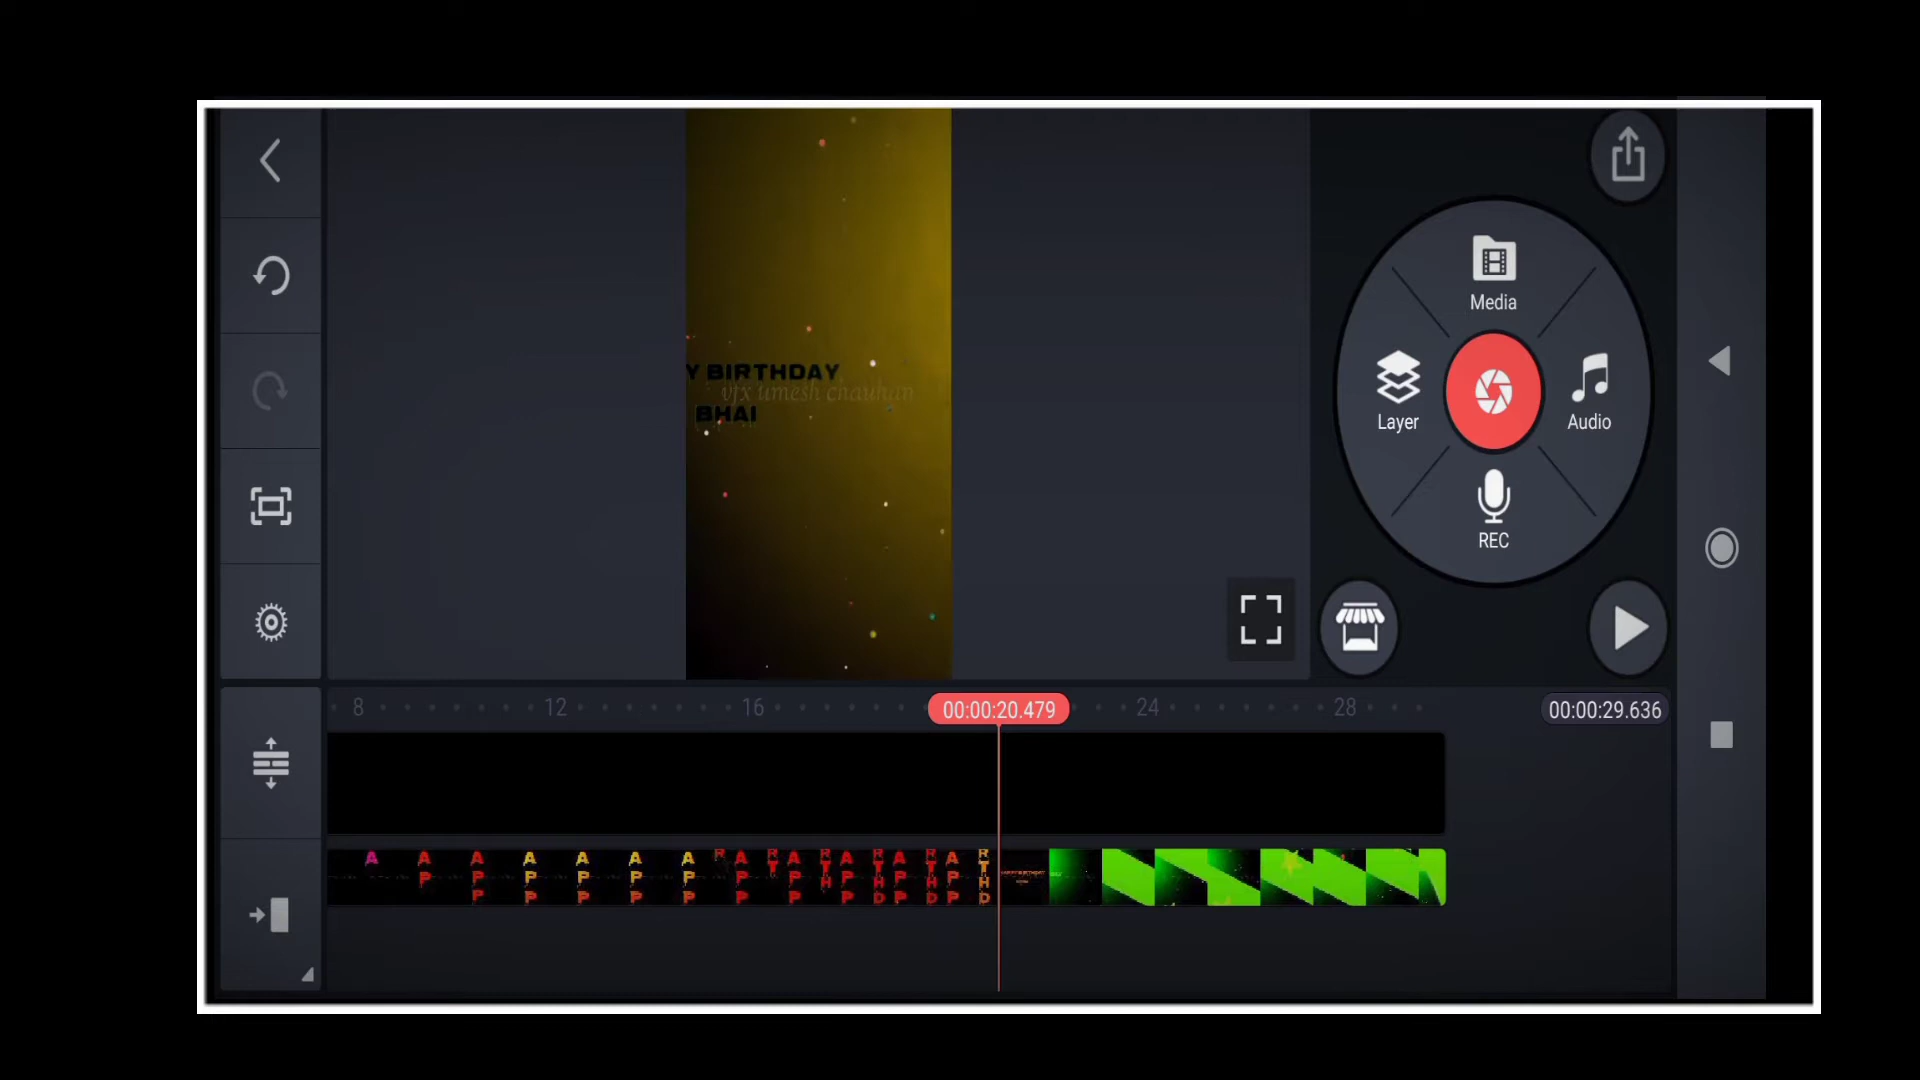 Media
Y BIRTHDAY
vfx umesh chauhan
BHAI
Layer
Audio
REC
8
12
16
00:00:20.479
24
28
00:00:29.636